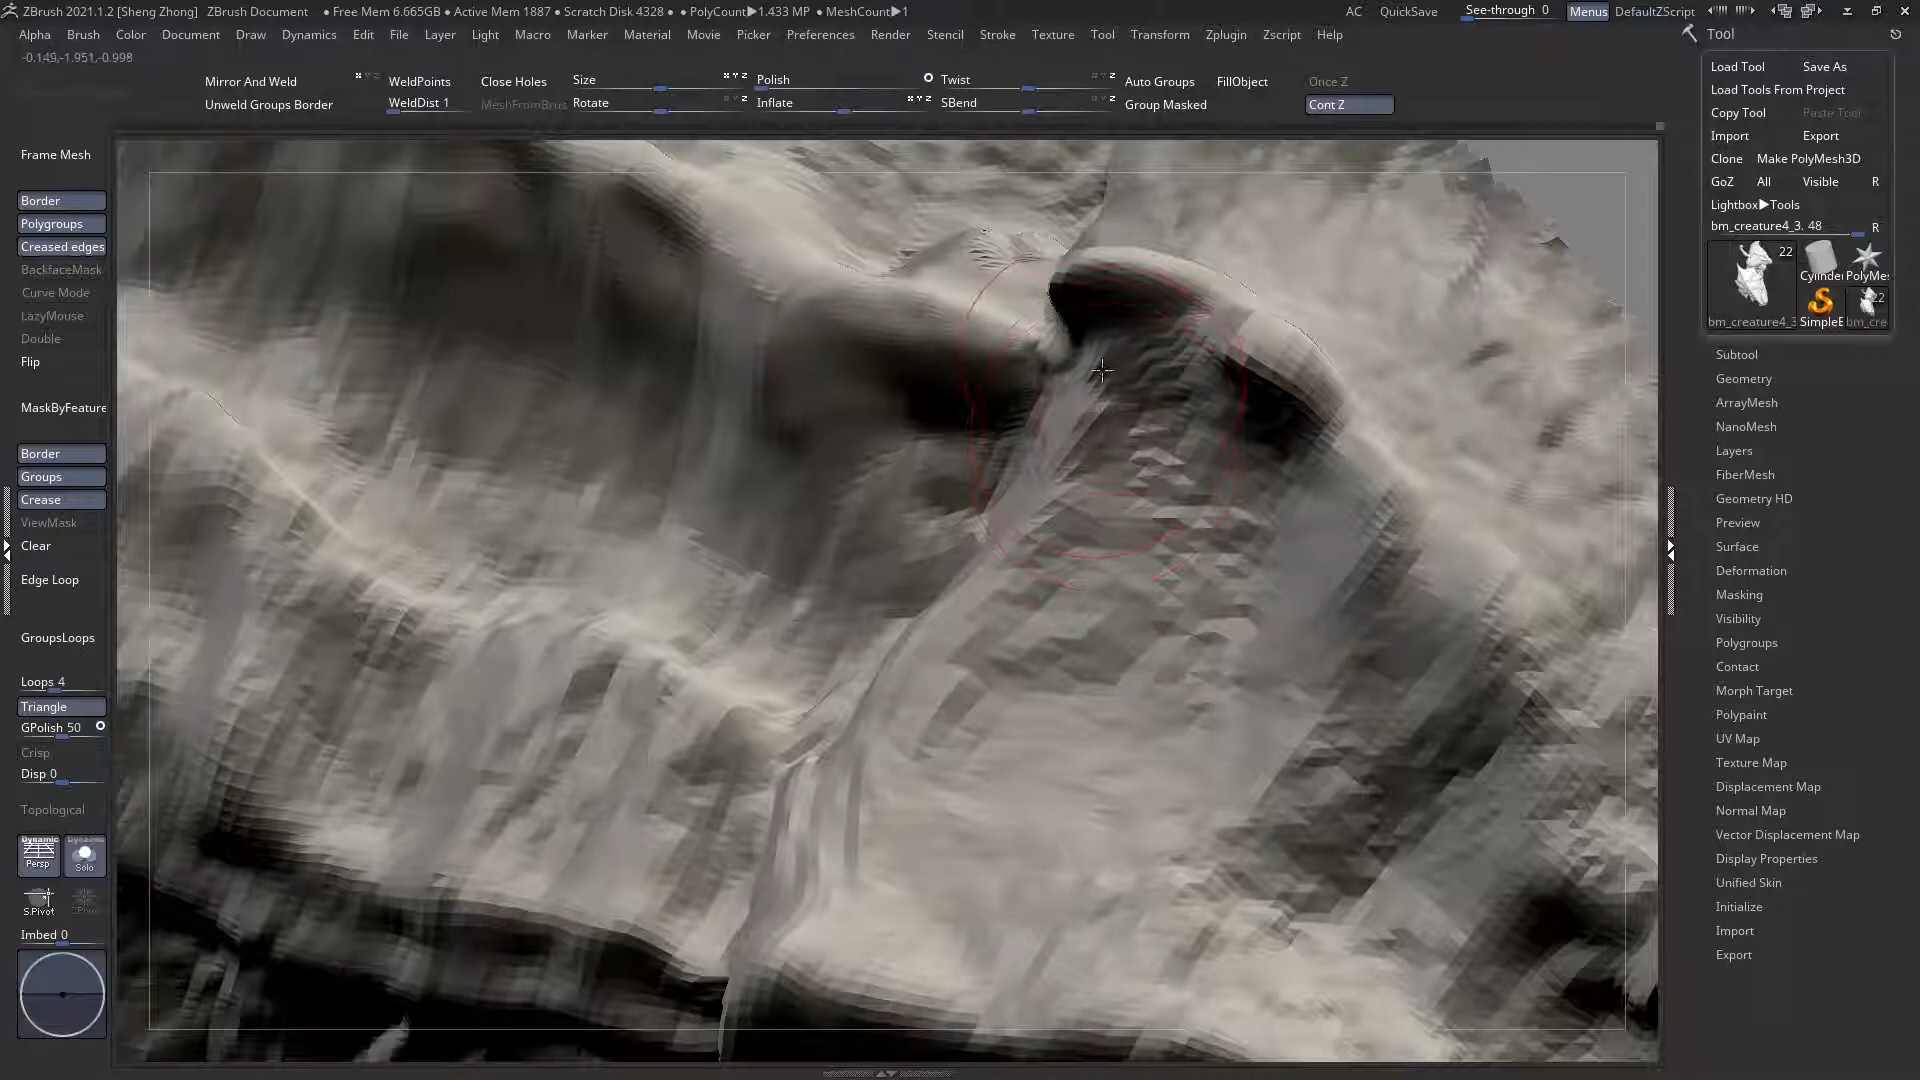 ZBrush 2021.1.2 [Sheng Zhong] ZBrush Document • Free Mem 6.665GB • Active Mem 1887 • Scratch Disk 4328 • • PolyCount▶1.433 MP • MeshCount▶1 AC QuickSave See-through 0 Menus DefaultZScript
Alpha Brush Color Document Draw Dynamics Edit File Layer Light Macro Marker Material Movie Picker Preferences Render Stencil Stroke Texture Tool Transform Zplugin Zscript Help
-0.149,-1.951,-0.998
Mirror And Weld WeldPoints Close Holes Size Polish Twist Auto Groups FillObject Once Z
Unweld Groups Border WeldDist 1 MeshFromBrus Rotate Inflate SBend Group Masked Cont Z
Frame Mesh
Border
Polygroups
Creased edges
BackfaceMask
Curve Mode
LazyMouse
Double
Flip
MaskByFeature
Border
Groups
Crease
ViewMask
Clear
Edge Loop
GroupsLoops
Loops 4
Triangle
GPolish 50
Crisp
Disp 0
Topological
Dynamic
Persp
Solo
S.Pivot
Imbed 0
Tool
Load Tool Save As
Load Tools From Project
Copy Tool Paste Tool
Import Export
Clone Make PolyMesh3D
GoZ All Visible R
Lightbox▶Tools
bm_creature4_3. 48 R
22
Cylinder PolyMes
22
bm_creature4_3 SimpleB bm_cre
Subtool
Geometry
ArrayMesh
NanoMesh
Layers
FiberMesh
Geometry HD
Preview
Surface
Deformation
Masking
Visibility
Polygroups
Contact
Morph Target
Polypaint
UV Map
Texture Map
Displacement Map
Normal Map
Vector Displacement Map
Display Properties
Unified Skin
Initialize
Import
Export